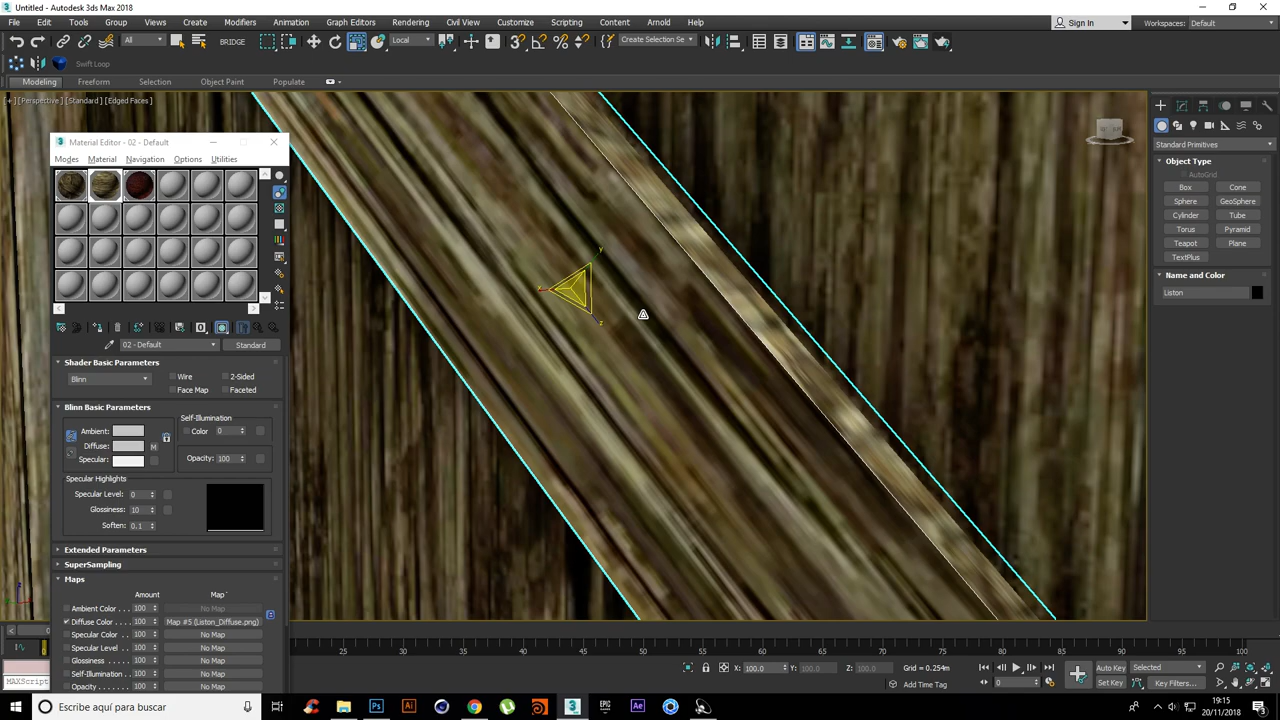 Untitled - Autodesk 3ds Max 2018
File Edit Tools Group Views Create Modifiers Animation Graph Editors Rendering Civil View Customize Scripting Content Arnold Help
Sign In Workspaces: Default
All BRIDGE Local Create Selection Se
Swift Loop
Modeling Freeform Selection Object Paint Populate
[+] [Perspective] [Standard] [Edged Faces]
Material Editor - 02 - Default
Modes Material Navigation Options Utilities
02 - Default Standard
Shader Basic Parameters
Blinn Wire 2-Sided
Face Map Faceted
Blinn Basic Parameters
Self-Illumination
Ambient: Color 0
Diffuse: M
Specular: Opacity: 100
Specular Highlights
Specular Level: 0
Glossiness: 10
Soften: 0.1
Extended Parameters
SuperSampling
Maps
Amount Map
Ambient Color . . . 100 No Map
Diffuse Color . . . . 100 Map #5 (Liston_Diffuse.png)
Specular Color . . 100 No Map
Specular Level . . 100 No Map
Glossiness . . . . . 100 No Map
Self-Illumination . 100 No Map
Opacity . . . . . . . 100 No Map
Standard Primitives
Object Type
AutoGrid
Box Cone
Sphere GeoSphere
Cylinder Tube
Torus Pyramid
Teapot Plane
TextPlus
Name and Color
Liston
y
z
25 30 35 40 45 50 55 60 65 70 75 80 85 90 95 100
MAXScript
X: 100.0 Y: 100.0 Z: 100.0 Grid = 0.254m
Add Time Tag
0
Auto Key Selected
Set Key Key Filters...
Escribe aquí para buscar
19:15
20/11/2018